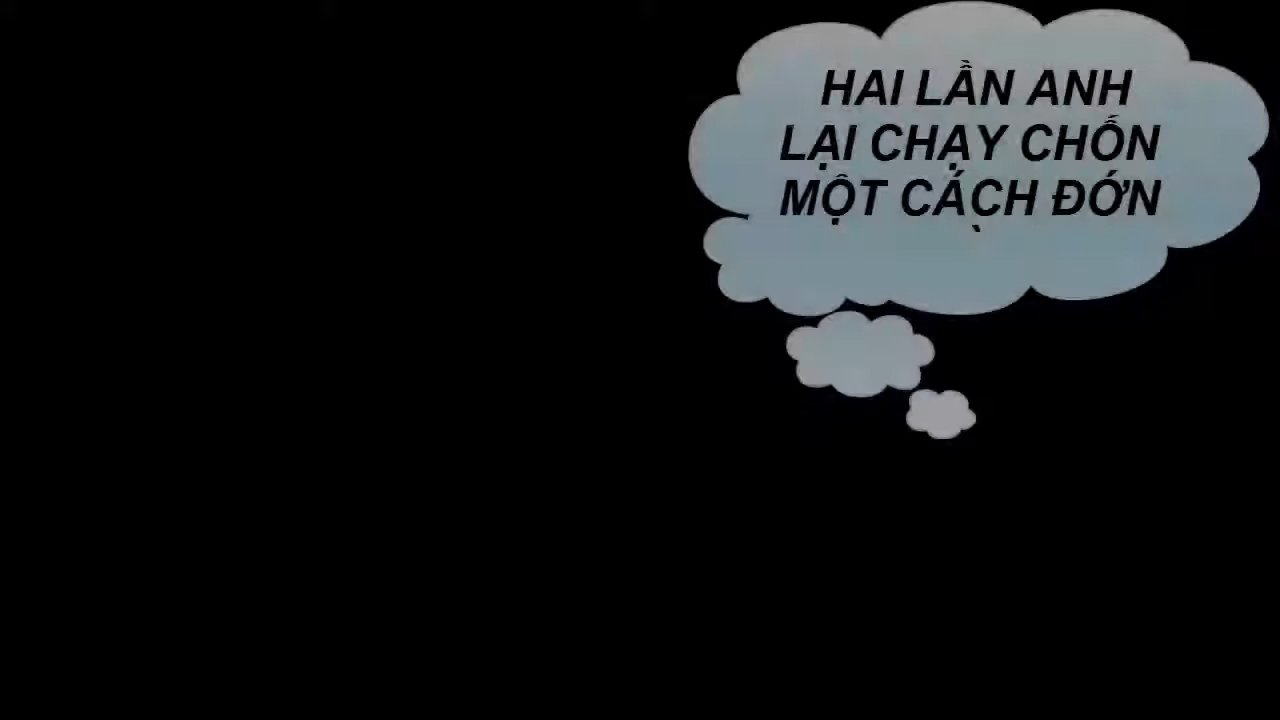 HAI LẦN ANH
LẠI CHẠY CHỐN
MỘT CÁCH ĐỚN